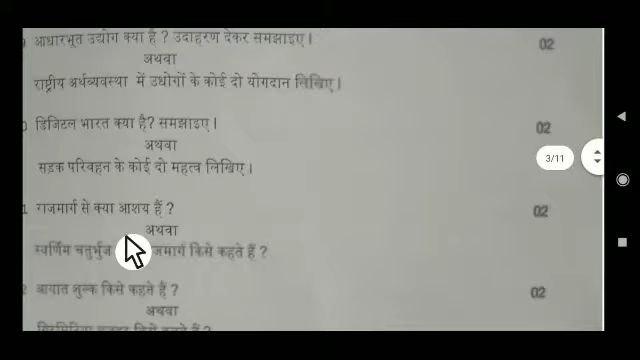 आधारभूत उद्योग क्या है ? उदाहरण देकर समझाइए । 02
अथवा
राष्ट्रीय अर्थव्यवस्था में उद्योगों के कोई दो योगदान लिखिए ।
डिजिटल भारत क्या है? समझाइए । 02
अथवा
सड़क परिवहन के कोई दो महत्व लिखिए ।
3/11
1 राजमार्ग से क्या आशय हैं ? 02
अथवा
स्वर्णिम चतुर्भुज किसे कहते हैं ?
आयात शुल्क किसे कहते हैं ? 02
अथवा